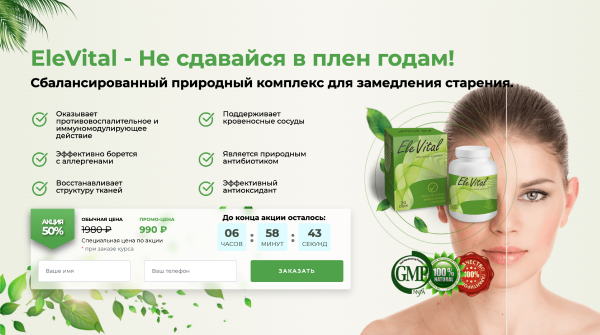 EleVital - Не сдавайся в плен годам!
Сбалансированный природный комплекс для замедления старения.
Оказывает
противовоспалительное и
иммуномодулирующее
действие
Поддерживает
кровеносные сосуды
Эффективно борется
с аллергенами
Является природным
антибиотиком
Восстанавливает
структуру тканей
Эффективный
антиоксидант
АКЦИЯ
50%
ОБЫЧНАЯ ЦЕНА
1980 ₽
ПРОМО-ЦЕНА
990 ₽
Специальная цена по акции
* при заказе курса
До конца акции осталось:
06 : 58 : 43
ЧАСОВ МИНУТ СЕКУНД
Ваше имя
Ваш телефон
ЗАКАЗАТЬ
EleVital
EleVital
GMP
100%
NATURAL
КАЧЕСТВО
100%